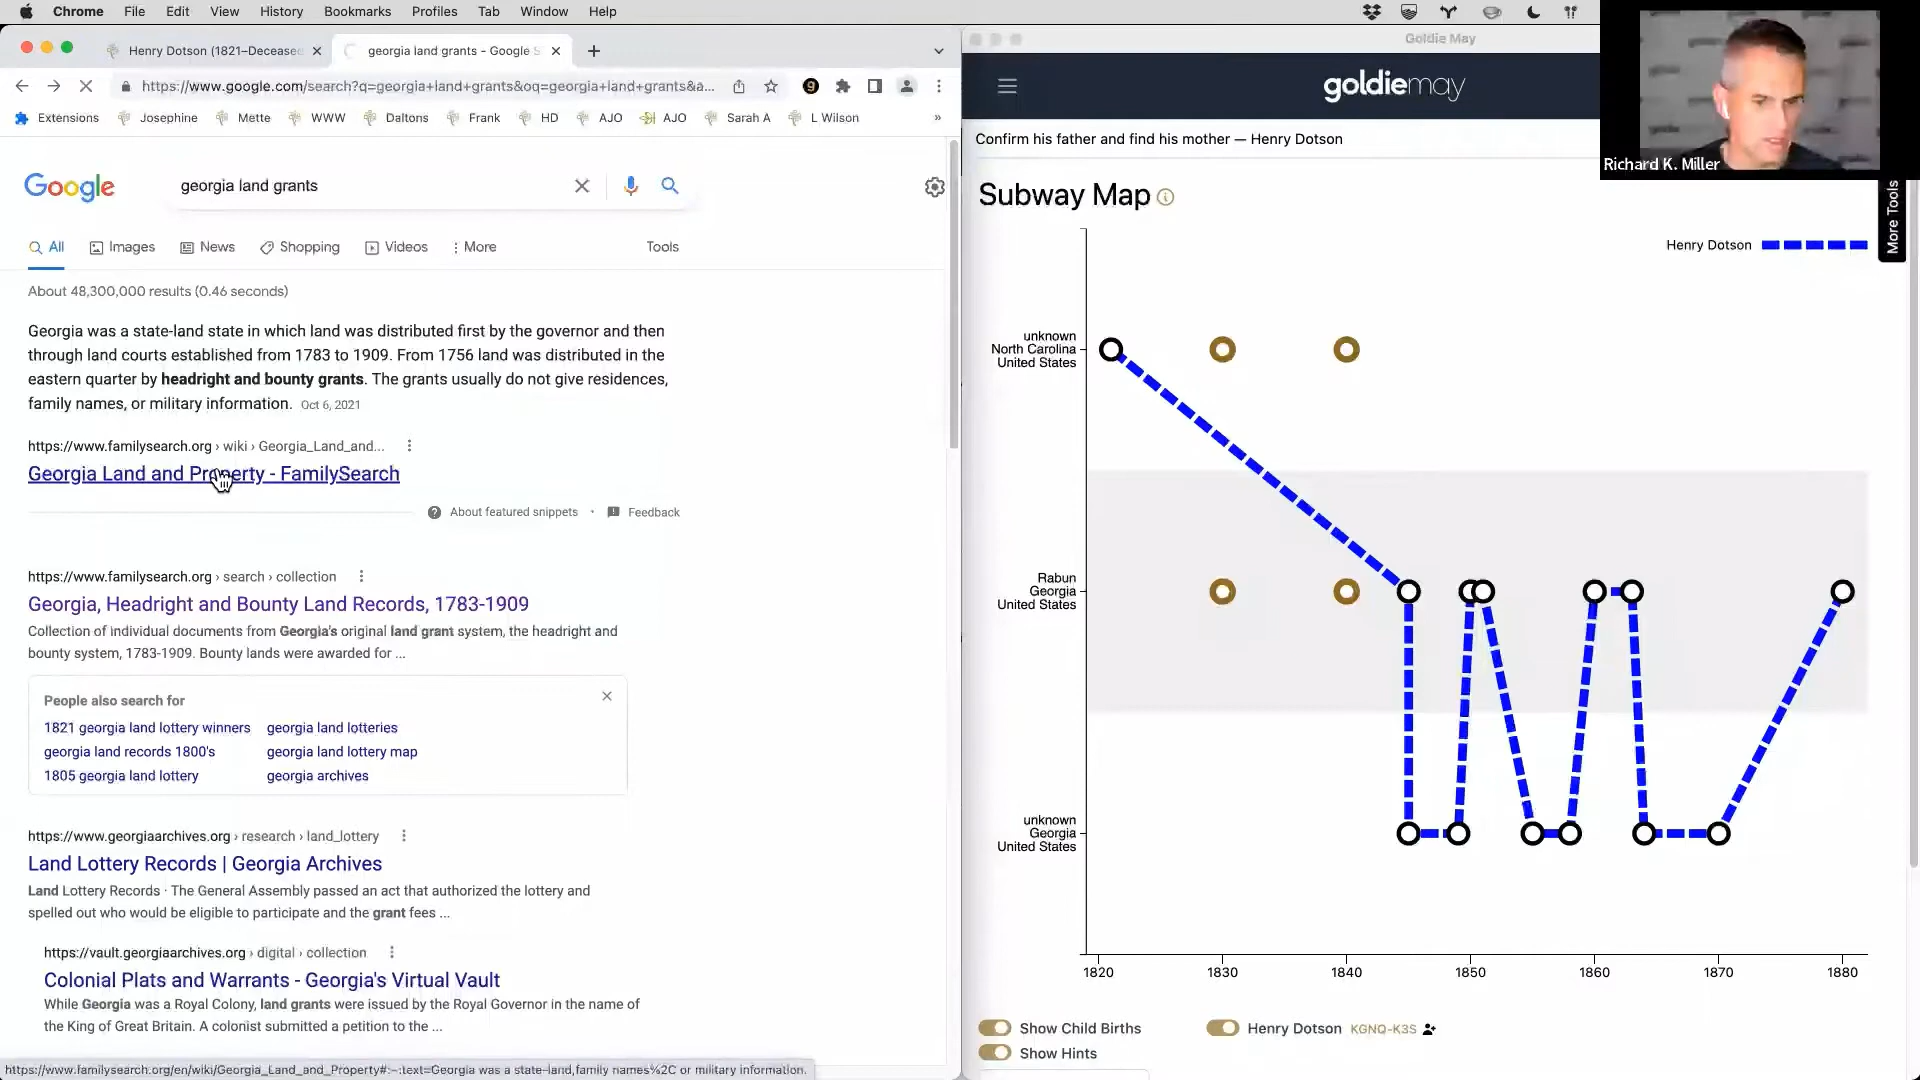 Chrome File Edit View History Bookmarks Profiles Tab Window Help
Henry Dotson (1821–Deceased
georgia land grants - Google S
https://www.google.com/search?q=georgia+land+grants&oq=georgia+land+grants&a...
Extensions Josephine Mette WWW Daltons Frank HD AJO AJO Sarah A L Wilson »
Google
georgia land grants
All Images News Shopping Videos More Tools
About 48,300,000 results (0.46 seconds)
Georgia was a state-land state in which land was distributed first by the governor and then
through land courts established from 1783 to 1909. From 1756 land was distributed in the
eastern quarter by headright and bounty grants. The grants usually do not give residences,
family names, or military information. Oct 6, 2021
https://www.familysearch.org › wiki › Georgia_Land_and...
Georgia Land and Property - FamilySearch
About featured snippets • Feedback
https://www.familysearch.org › search › collection
Georgia, Headright and Bounty Land Records, 1783-1909
Collection of individual documents from Georgia's original land grant system, the headright and
bounty system, 1783-1909. Bounty lands were awarded for ...
People also search for
1821 georgia land lottery winners georgia land lotteries
georgia land records 1800's georgia land lottery map
1805 georgia land lottery georgia archives
https://www.georgiaarchives.org › research › land_lottery
Land Lottery Records | Georgia Archives
Land Lottery Records · The General Assembly passed an act that authorized the lottery and
spelled out who would be eligible to participate and the grant fees ...
https://vault.georgiaarchives.org › digital › collection
Colonial Plats and Warrants - Georgia's Virtual Vault
While Georgia was a Royal Colony, land grants were issued by the Royal Governor in the name of
the King of Great Britain. A colonist submitted a petition to the ...
https://www.familysearch.org/en/wiki/Georgia_Land_and_Property#:~:text=Georgia was a state-land,family names%2C or military information.
Goldie May
goldiemay
Confirm his father and find his mother — Henry Dotson
Richard K. Miller
Subway Map
More Tools
Henry Dotson
unknown
North Carolina
United States
Rabun
Georgia
United States
unknown
Georgia
United States
1820 1830 1840 1850 1860 1870 1880
Show Child Births
Henry Dotson KGNQ-K3S
Show Hints